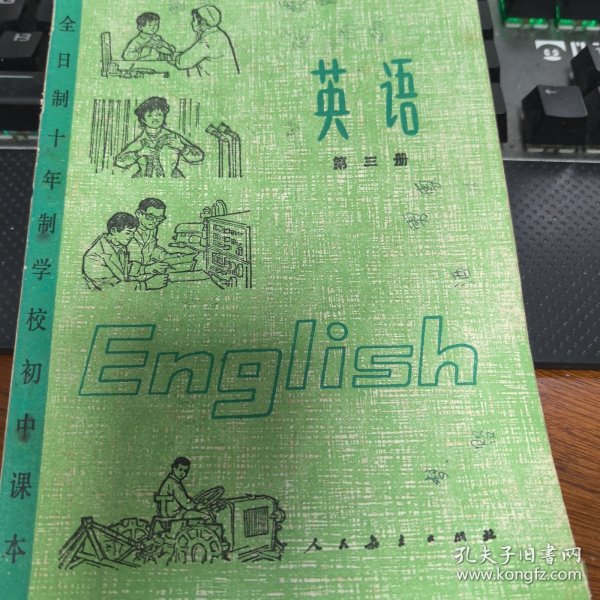 全日制十年制学校初中课本
英语
第三册
English
人民教育出版社
孔夫子旧书网
www.kongfz.com